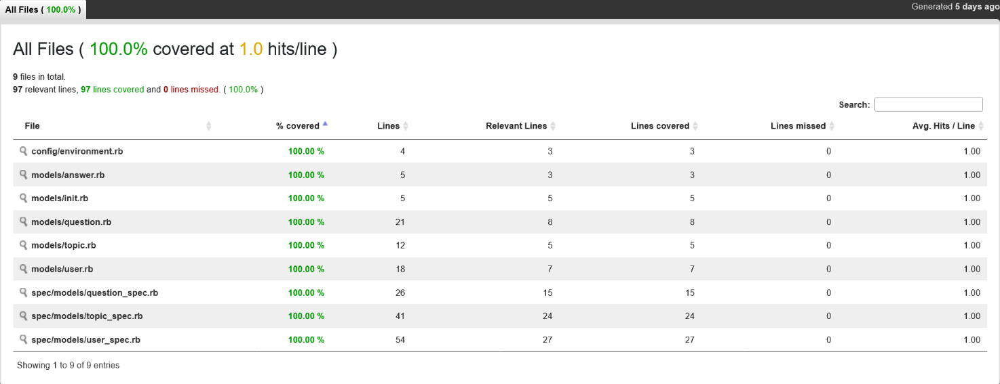 All Files ( 100.0% )
Generated 5 days ago
All Files ( 100.0% covered at 1.0 hits/line )
9 files in total.
97 relevant lines, 97 lines covered and 0 lines missed. ( 100.0% )
Search:
File % covered Lines Relevant Lines Lines covered Lines missed Avg. Hits / Line
config/environment.rb 100.00 % 4 3 3 0 1.00
models/answer.rb 100.00 % 5 3 3 0 1.00
models/init.rb 100.00 % 5 5 5 0 1.00
models/question.rb 100.00 % 21 8 8 0 1.00
models/topic.rb 100.00 % 12 5 5 0 1.00
models/user.rb 100.00 % 18 7 7 0 1.00
spec/models/question_spec.rb 100.00 % 26 15 15 0 1.00
spec/models/topic_spec.rb 100.00 % 41 24 24 0 1.00
spec/models/user_spec.rb 100.00 % 54 27 27 0 1.00
Showing 1 to 9 of 9 entries